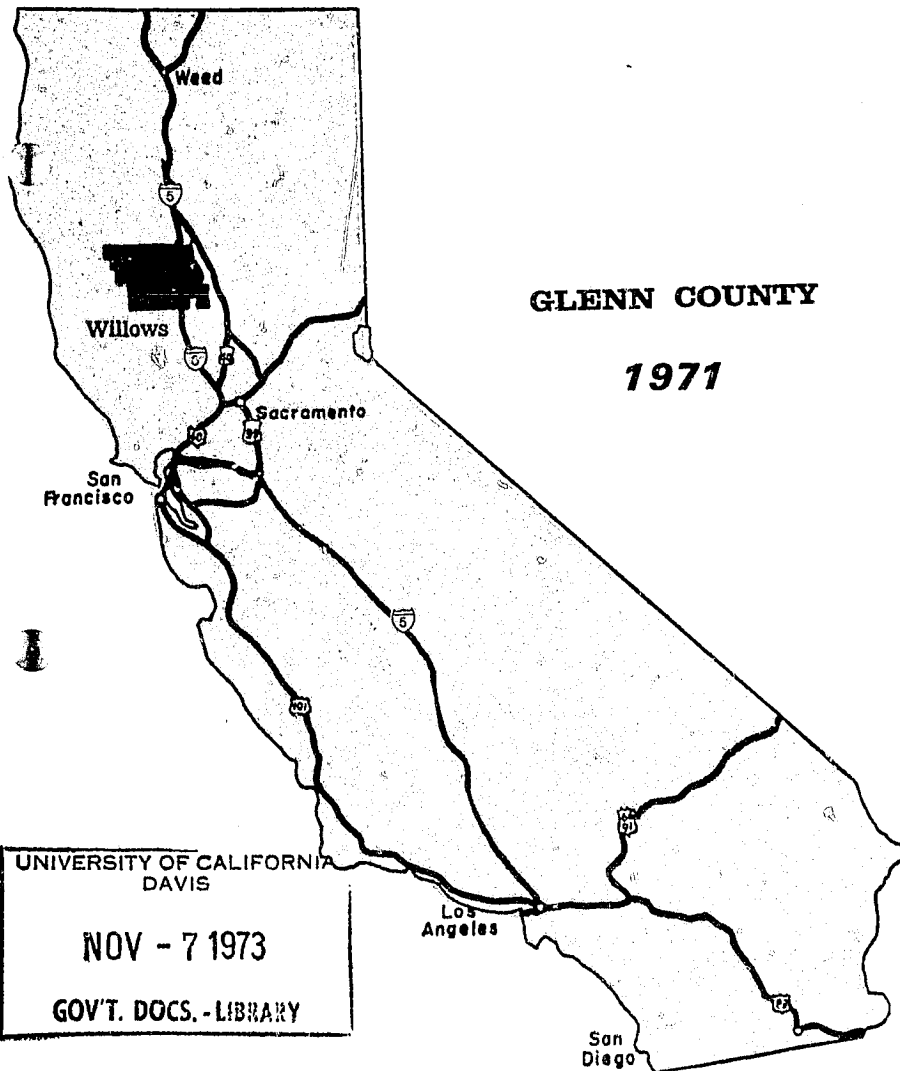 Weed
5
GLENN COUNTY
1971
Willows
Sacramento
San
Francisco
5
101
91
UNIVERSITY OF CALIFORNIA
DAVIS
NOV - 7 1973
GOV'T. DOCS. - LIBRARY
Los
Angeles
San
Diego